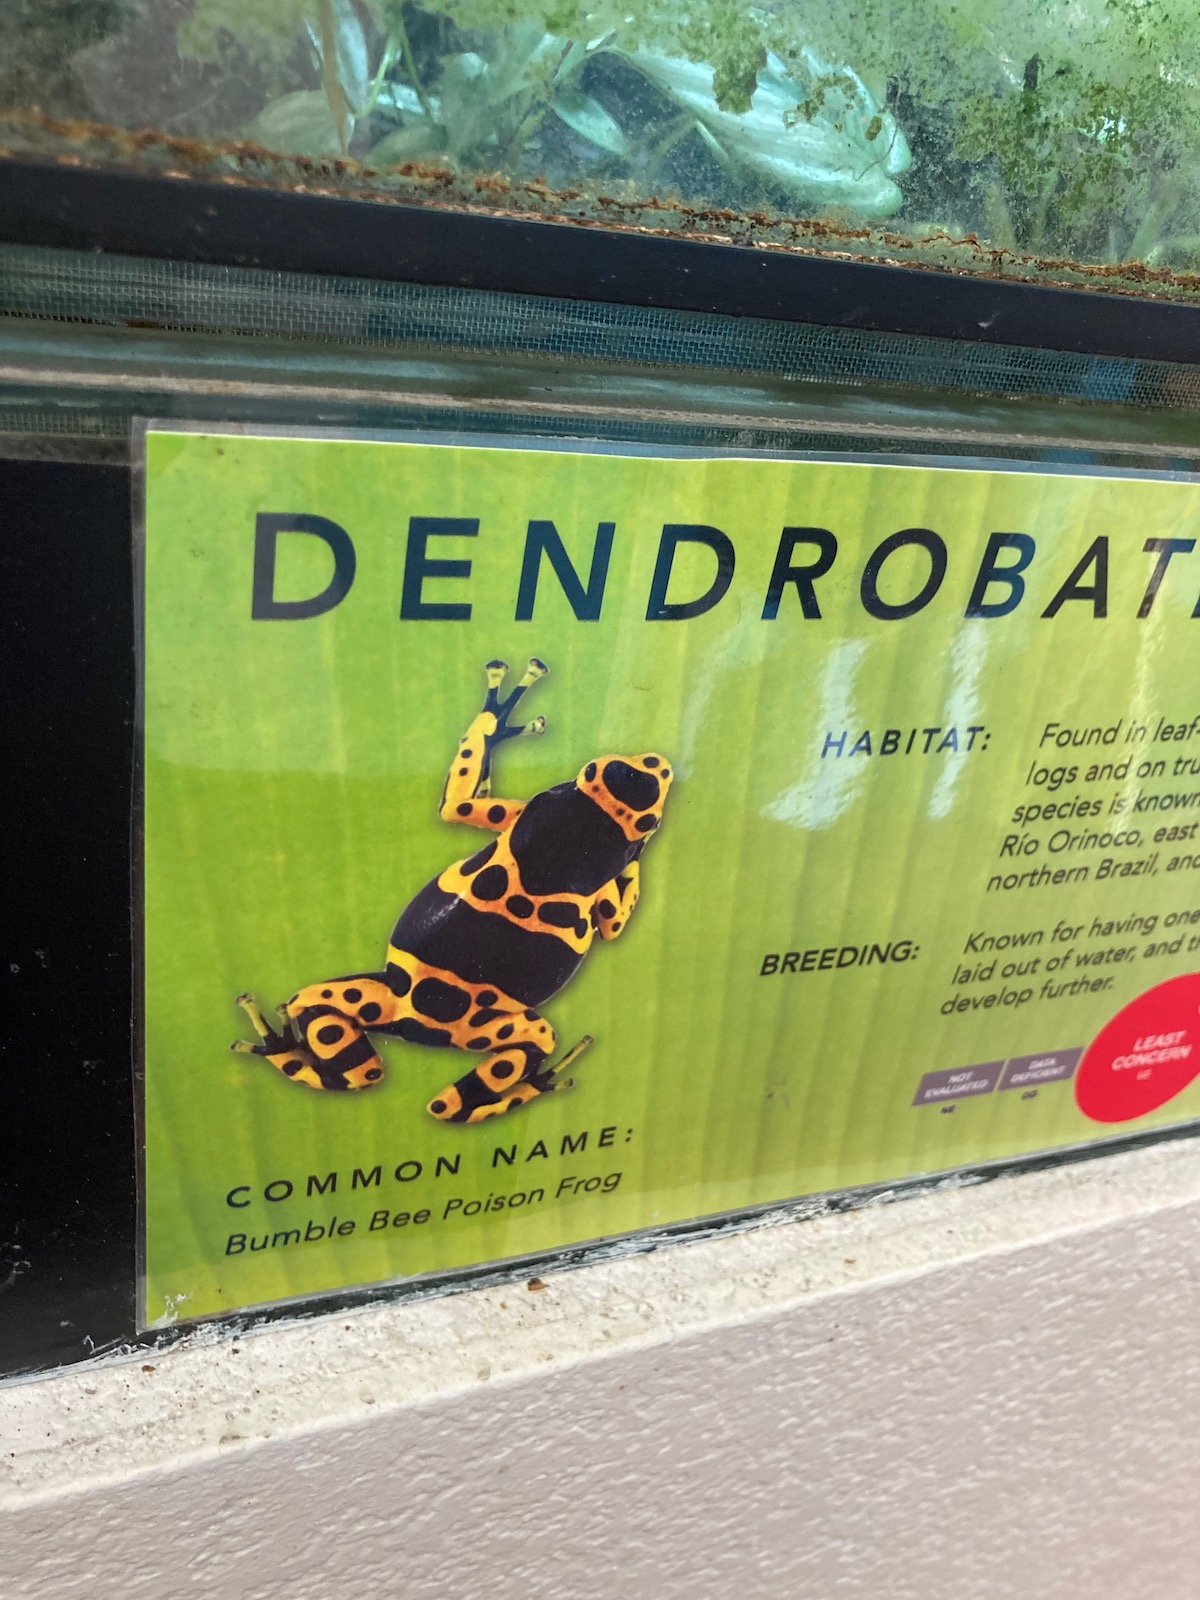 DENDROBAT
HABITAT: Found in leaf-
logs and on
species is known
Río Orinoco, east
northern Brazil, and
BREEDING: Known for having one
laid out of water, and
develop further.
NOT EVALUATED
NE
DATA DEFICIENT
DD
LEAST CONCERN
LC
COMMON NAME:
Bumble Bee Poison Frog